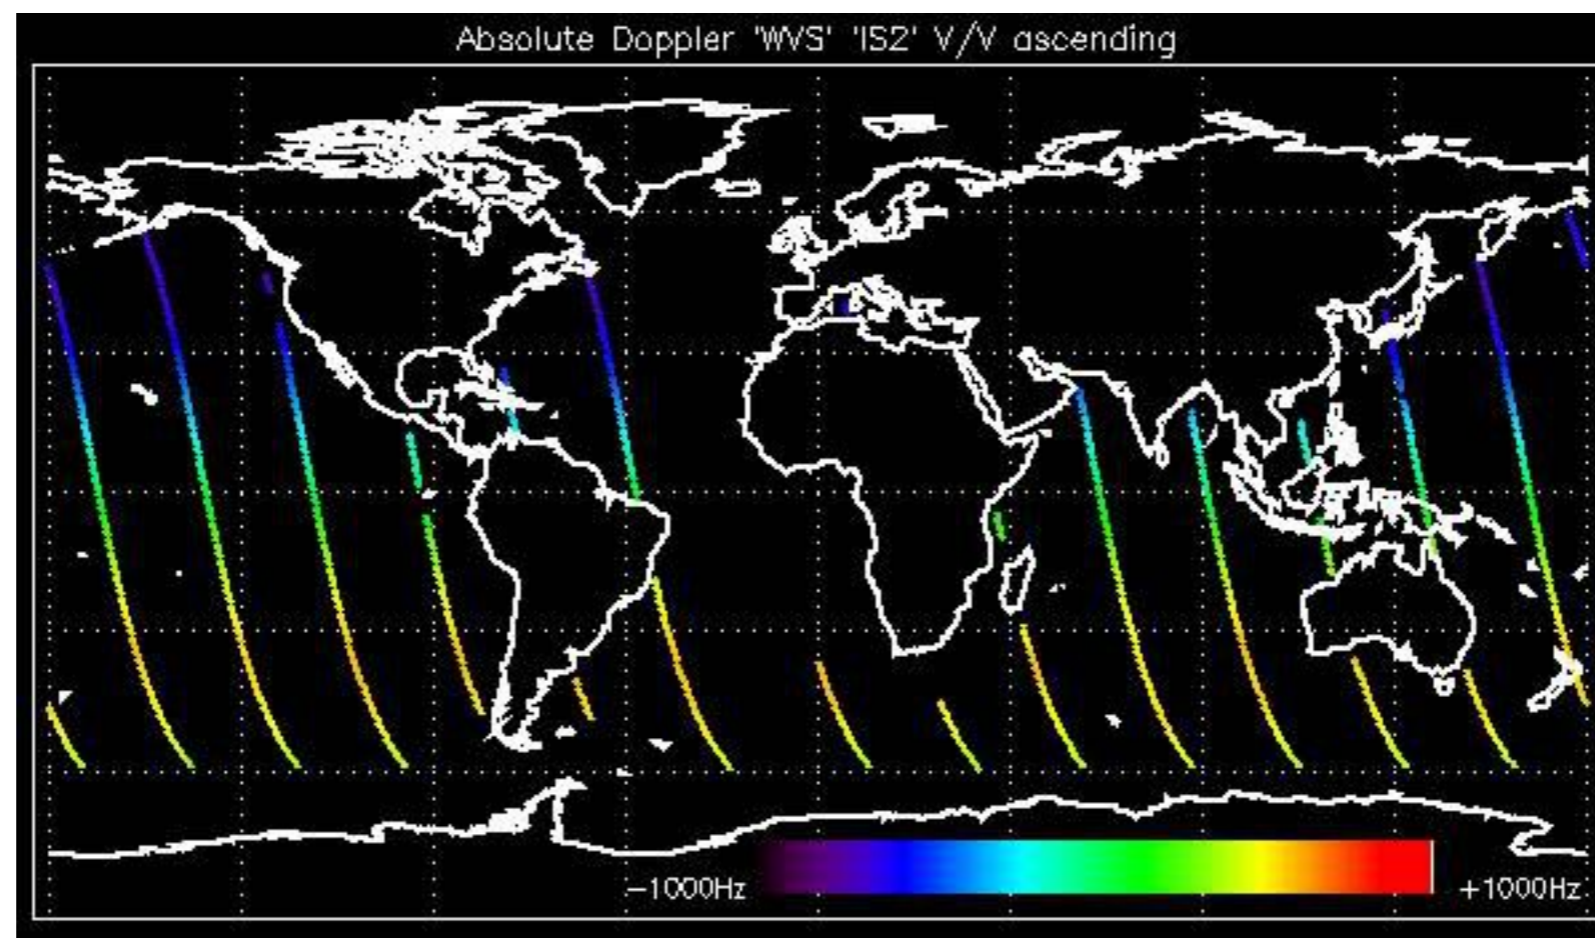 Absolute Doppler 'WVS' 'IS2' V/V ascending
−1000Hz +1000Hz